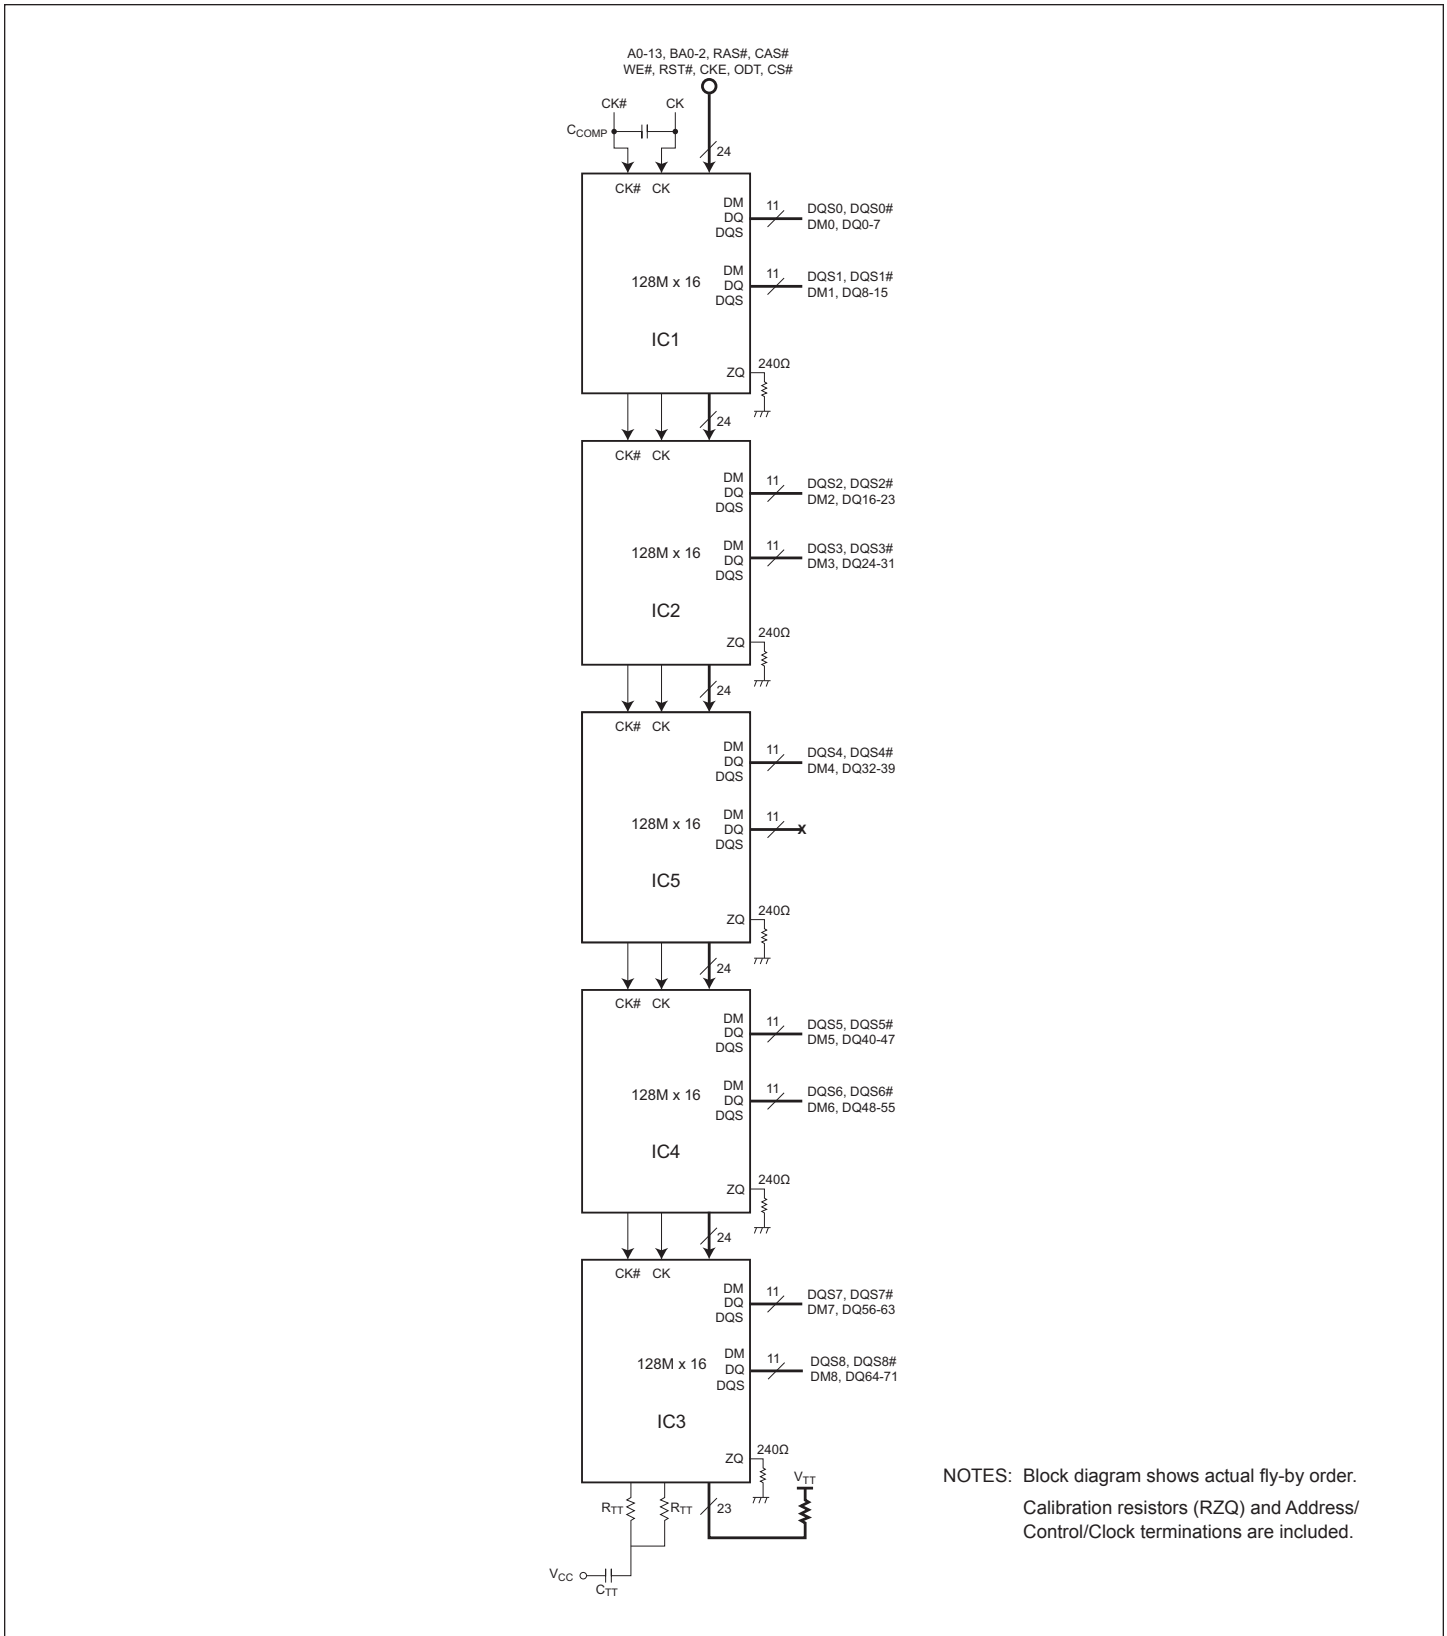 A0-13, BA0-2, RAS#, CAS#
WE#, RST#, CKE, ODT, CS#
CK# CK
CCOMP
24
CK# CK
DM
DQ
DQS
11
DQS0, DQS0#
DM0, DQ0-7
128M x 16
DM
DQ
DQS
11
DQS1, DQS1#
DM1, DQ8-15
IC1
ZQ
240Ω
24
CK# CK
DM
DQ
DQS
11
DQS2, DQS2#
DM2, DQ16-23
128M x 16
DM
DQ
DQS
11
DQS3, DQS3#
DM3, DQ24-31
IC2
ZQ
240Ω
24
CK# CK
DM
DQ
DQS
11
DQS4, DQS4#
DM4, DQ32-39
128M x 16
DM
DQ
DQS
11
x
IC5
ZQ
240Ω
24
CK# CK
DM
DQ
DQS
11
DQS5, DQS5#
DM5, DQ40-47
128M x 16
DM
DQ
DQS
11
DQS6, DQS6#
DM6, DQ48-55
IC4
ZQ
240Ω
24
CK# CK
DM
DQ
DQS
11
DQS7, DQS7#
DM7, DQ56-63
128M x 16
DM
DQ
DQS
11
DQS8, DQS8#
DM8, DQ64-71
IC3
ZQ
240Ω
RTT
RTT
23
VTT
VCC
CTT
NOTES: Block diagram shows actual fly-by order.
Calibration resistors (RZQ) and Address/
Control/Clock terminations are included.